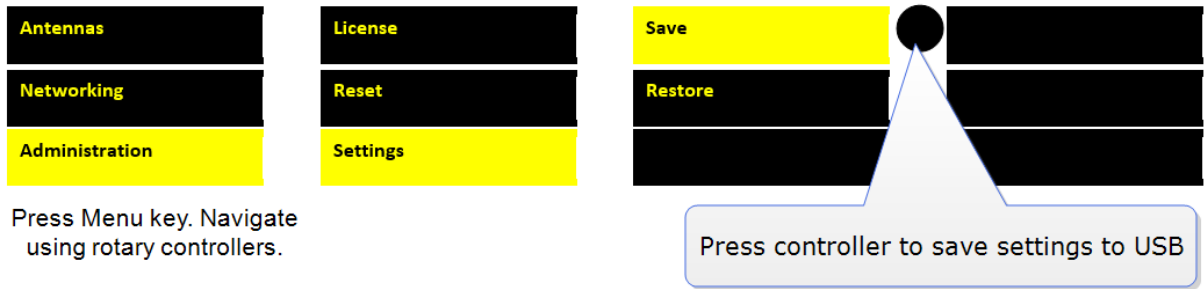 Antennas
License
Save
Networking
Reset
Restore
Administration
Settings
Press Menu key. Navigate
using rotary controllers.
Press controller to save settings to USB